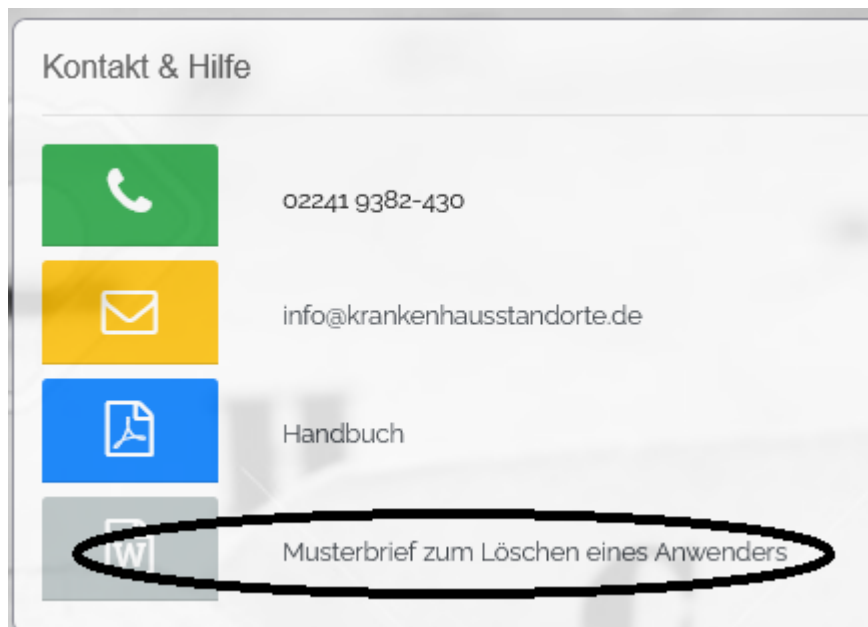 Kontakt & Hilfe
02241 9382-430
info@krankenhausstandorte.de
Handbuch
W Musterbrief zum Löschen eines Anwenders